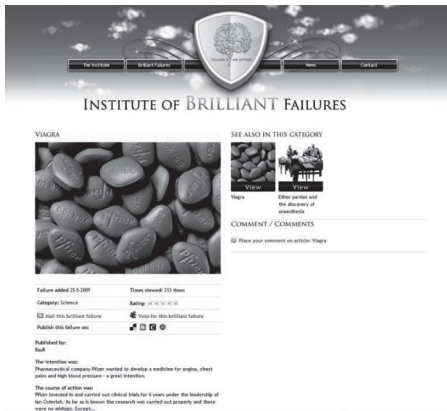 The Institute
Brilliant Failures
News
Contact
INSTITUTE OF BRILLIANT FAILURES
VIAGRA
SEE ALSO IN THIS CATEGORY
View
View
Viagra
Ether parties and
the discovery of
anaesthesia
COMMENT / COMMENTS
Place your comment on article: Viagra
Failure added 25-5-2009
Times viewed: 253 times
Category: Science
Rating:
Mail this brilliant failure
Vote for this brilliant failure
Publish this failure on:
Published by:
The intention was:
Pharmaceutical company Pfizer wanted to develop a medicine for angina, chest
pains and high blood pressure - a great intention.
The course of action was:
Pfizer invested in and carried out clinical trials for 6 years under the leadership of
Ian Osterloh. As far as is known the research was carried out properly and there
were no mishaps. Except...